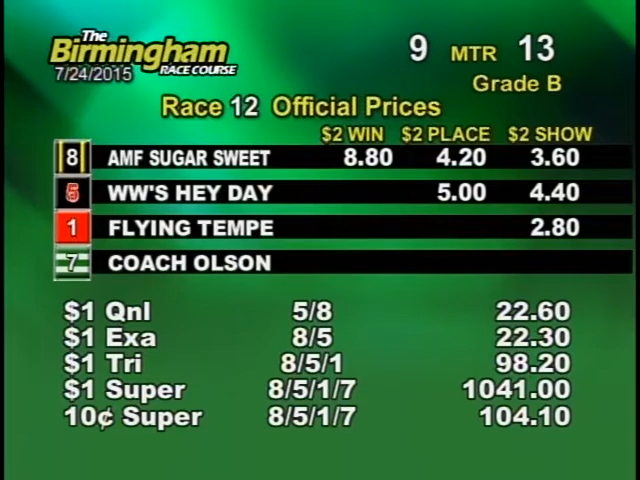 The
Birmingham
RACE COURSE
7/24/2015
9 MTR 13
Grade B
Race 12 Official Prices
$2 WIN $2 PLACE $2 SHOW
8 AMF SUGAR SWEET 8.80 4.20 3.60
5 WW'S HEY DAY 5.00 4.40
1 FLYING TEMPE 2.80
7 COACH OLSON
$1 Qnl 5/8 22.60
$1 Exa 8/5 22.30
$1 Tri 8/5/1 98.20
$1 Super 8/5/1/7 1041.00
10¢ Super 8/5/1/7 104.10